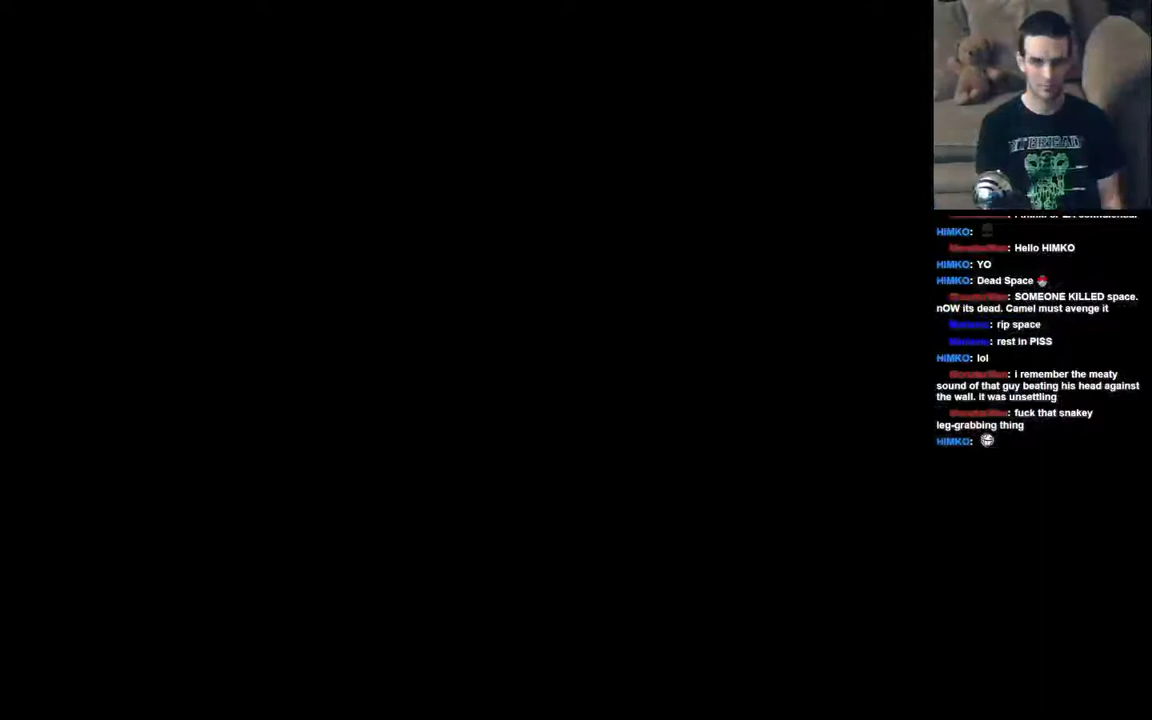 HIMKO:
: Hello HIMKO
HIMKO: YO
HIMKO: Dead Space
: SOMEONE KILLED space.
nOW its dead. Camel must avenge it
: rip space
: rest in PISS
HIMKO: lol
: i remember the meaty
sound of that guy beating his head against
the wall. It was unsettling
: fuck that snakey
leg-grabbing thing
HIMKO: